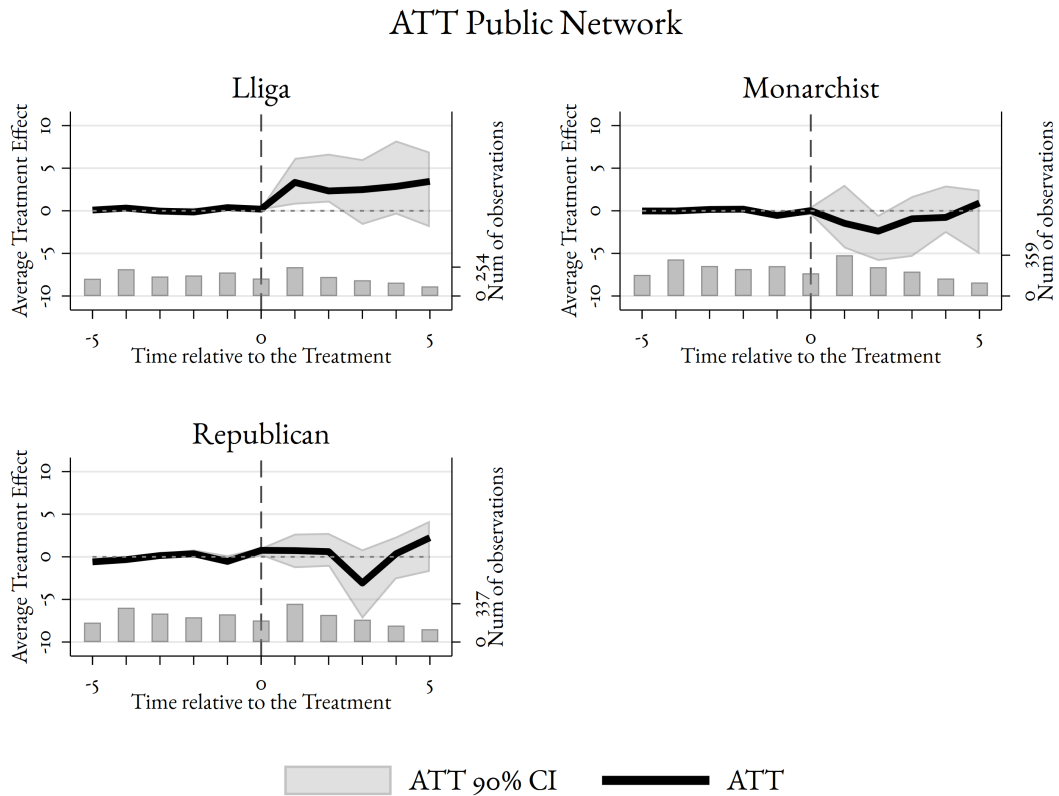 ATT Public Network
Lliga
Average Treatment Effect
10
5
0
-5
-10
Num of observations
0 254
-5 0 5
Time relative to the Treatment
Monarchist
Average Treatment Effect
10
5
0
-5
-10
Num of observations
0 359
-5 0 5
Time relative to the Treatment
Republican
Average Treatment Effect
10
5
0
-5
-10
Num of observations
0 337
-5 0 5
Time relative to the Treatment
ATT 90% CI ATT